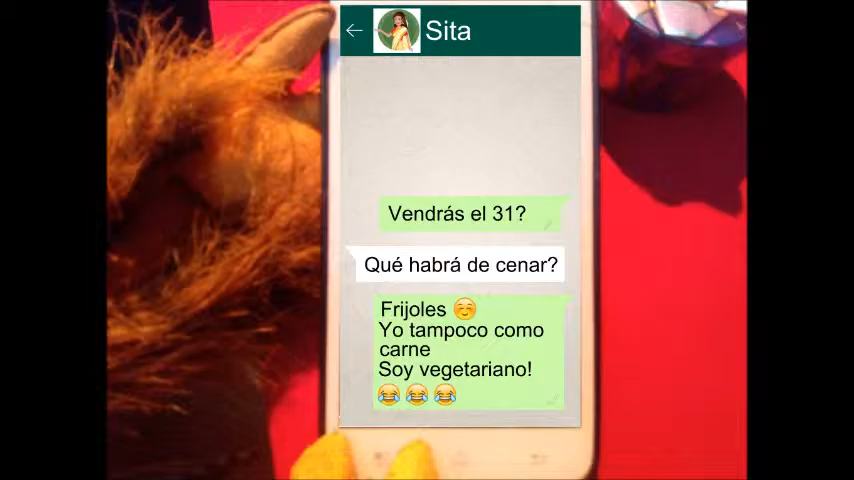 Sita
Vendrás el 31?
Qué habrá de cenar?
Frijoles ☺️
Yo tampoco como
carne
Soy vegetariano!
😂😂😂